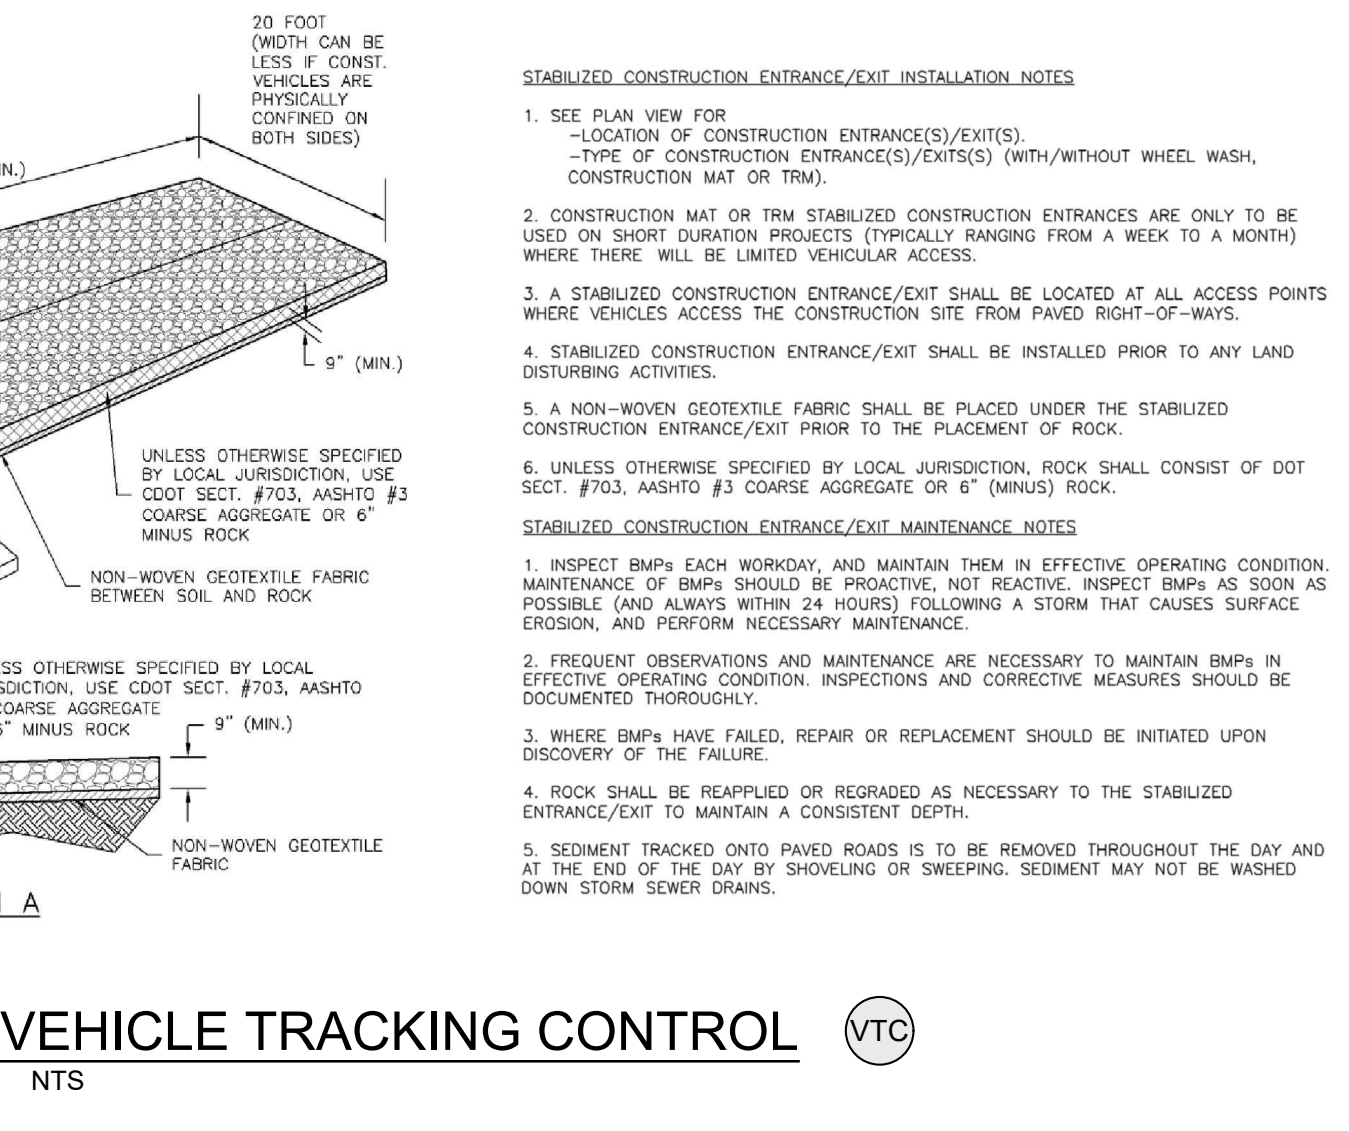 20 FOOT
(WIDTH CAN BE
LESS IF CONST.
VEHICLES ARE
PHYSICALLY
CONFINED ON
BOTH SIDES)
IN.)
9" (MIN.)
UNLESS OTHERWISE SPECIFIED
BY LOCAL JURISDICTION, USE
CDOT SECT. #703, AASHTO #3
COARSE AGGREGATE OR 6"
MINUS ROCK
NON-WOVEN GEOTEXTILE FABRIC
BETWEEN SOIL AND ROCK
SS OTHERWISE SPECIFIED BY LOCAL
SDICTION, USE CDOT SECT. #703, AASHTO
COARSE AGGREGATE
6" MINUS ROCK
9" (MIN.)
NON-WOVEN GEOTEXTILE
FABRIC
A
STABILIZED CONSTRUCTION ENTRANCE/EXIT INSTALLATION NOTES
1. SEE PLAN VIEW FOR
-LOCATION OF CONSTRUCTION ENTRANCE(S)/EXIT(S).
-TYPE OF CONSTRUCTION ENTRANCE(S)/EXITS(S) (WITH/WITHOUT WHEEL WASH,
CONSTRUCTION MAT OR TRM).
2. CONSTRUCTION MAT OR TRM STABILIZED CONSTRUCTION ENTRANCES ARE ONLY TO BE
USED ON SHORT DURATION PROJECTS (TYPICALLY RANGING FROM A WEEK TO A MONTH)
WHERE THERE WILL BE LIMITED VEHICULAR ACCESS.
3. A STABILIZED CONSTRUCTION ENTRANCE/EXIT SHALL BE LOCATED AT ALL ACCESS POINTS
WHERE VEHICLES ACCESS THE CONSTRUCTION SITE FROM PAVED RIGHT-OF-WAYS.
4. STABILIZED CONSTRUCTION ENTRANCE/EXIT SHALL BE INSTALLED PRIOR TO ANY LAND
DISTURBING ACTIVITIES.
5. A NON-WOVEN GEOTEXTILE FABRIC SHALL BE PLACED UNDER THE STABILIZED
CONSTRUCTION ENTRANCE/EXIT PRIOR TO THE PLACEMENT OF ROCK.
6. UNLESS OTHERWISE SPECIFIED BY LOCAL JURISDICTION, ROCK SHALL CONSIST OF DOT
SECT. #703, AASHTO #3 COARSE AGGREGATE OR 6" (MINUS) ROCK.
STABILIZED CONSTRUCTION ENTRANCE/EXIT MAINTENANCE NOTES
1. INSPECT BMPs EACH WORKDAY, AND MAINTAIN THEM IN EFFECTIVE OPERATING CONDITION.
MAINTENANCE OF BMPs SHOULD BE PROACTIVE, NOT REACTIVE. INSPECT BMPs AS SOON AS
POSSIBLE (AND ALWAYS WITHIN 24 HOURS) FOLLOWING A STORM THAT CAUSES SURFACE
EROSION, AND PERFORM NECESSARY MAINTENANCE.
2. FREQUENT OBSERVATIONS AND MAINTENANCE ARE NECESSARY TO MAINTAIN BMPs IN
EFFECTIVE OPERATING CONDITION. INSPECTIONS AND CORRECTIVE MEASURES SHOULD BE
DOCUMENTED THOROUGHLY.
3. WHERE BMPs HAVE FAILED, REPAIR OR REPLACEMENT SHOULD BE INITIATED UPON
DISCOVERY OF THE FAILURE.
4. ROCK SHALL BE REAPPLIED OR REGRADED AS NECESSARY TO THE STABILIZED
ENTRANCE/EXIT TO MAINTAIN A CONSISTENT DEPTH.
5. SEDIMENT TRACKED ONTO PAVED ROADS IS TO BE REMOVED THROUGHOUT THE DAY AND
AT THE END OF THE DAY BY SHOVELING OR SWEEPING. SEDIMENT MAY NOT BE WASHED
DOWN STORM SEWER DRAINS.
VEHICLE TRACKING CONTROL
VTC
NTS